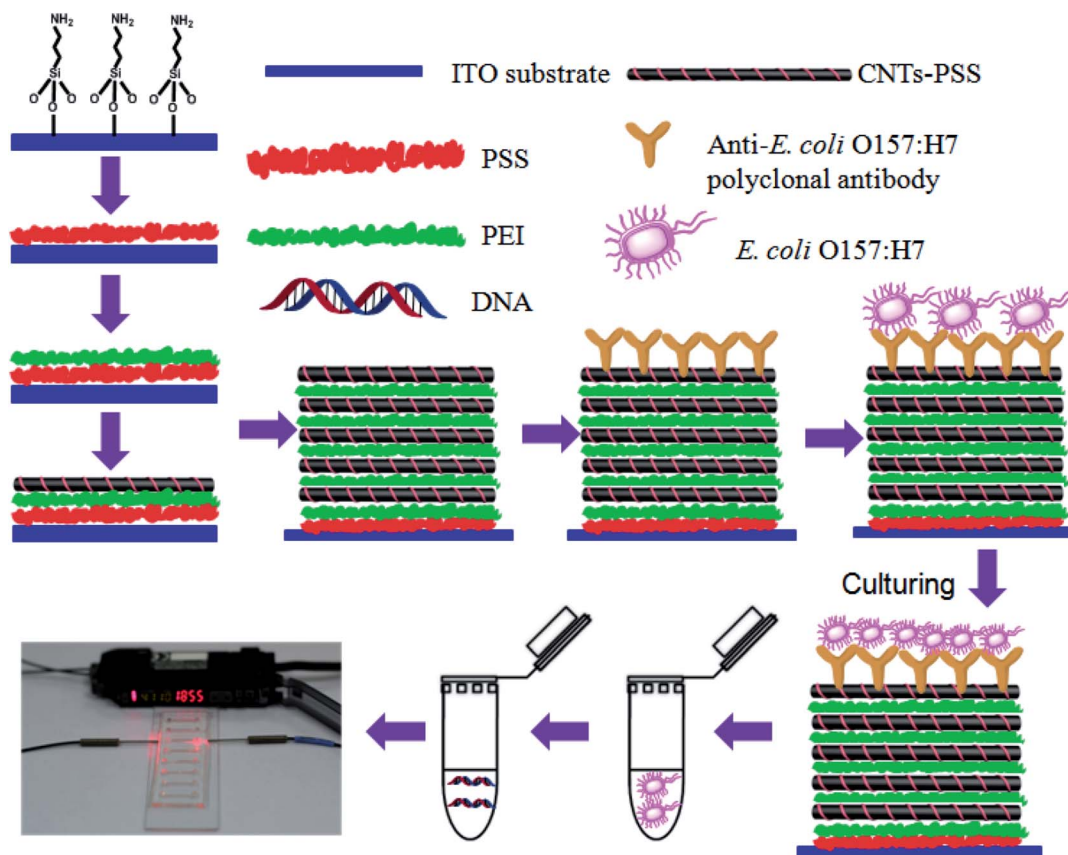 NH2 NH2 NH2
Si Si Si
O O O O O O
O O O
ITO substrate
CNTs-PSS
PSS
Anti-E. coli O157:H7
polyclonal antibody
PEI
E. coli O157:H7
DNA
Culturing
1855